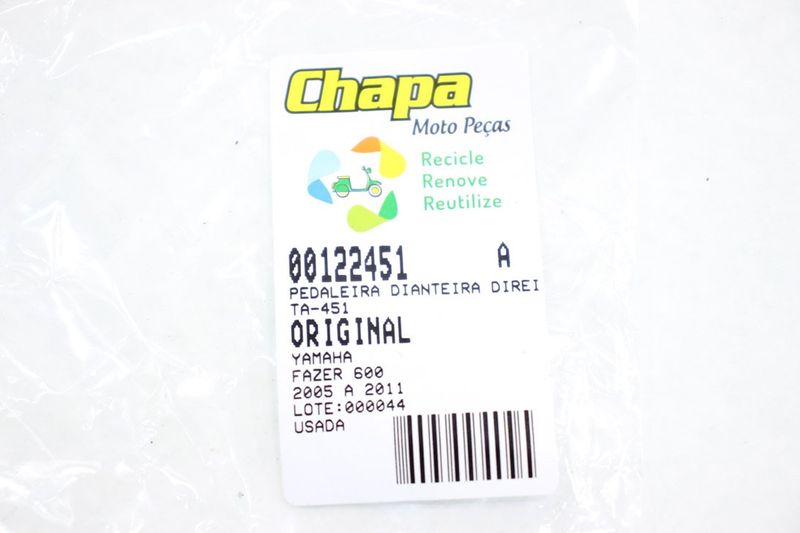 Chapa
Moto Peças
Recicle
Renove
Reutilize
00122451 A
PEDALEIRA DIANTEIRA DIREI
TA-451
ORIGINAL
YAMAHA
FAZER 600
2005 A 2011
LOTE:000044
USADA